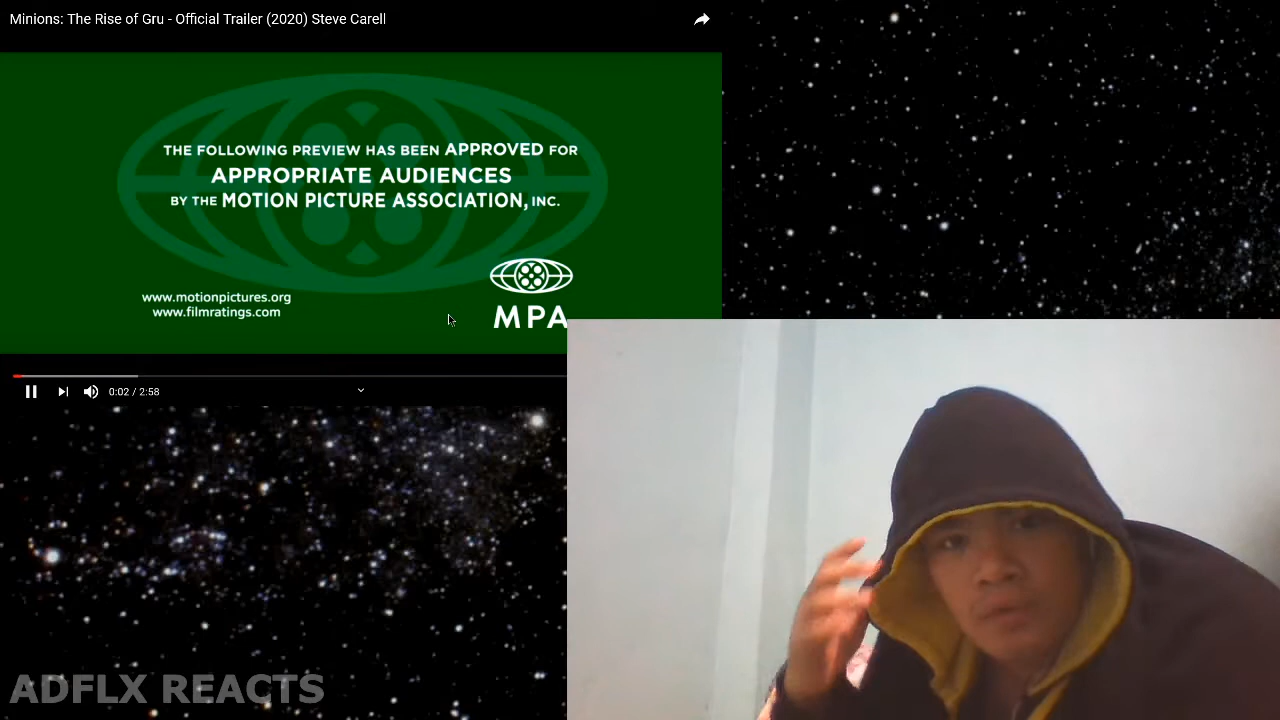 Minions: The Rise of Gru - Official Trailer (2020) Steve Carell
THE FOLLOWING PREVIEW HAS BEEN APPROVED FOR
APPROPRIATE AUDIENCES
BY THE MOTION PICTURE ASSOCIATION, INC.
www.motionpictures.org
www.filmratings.com
MPA
0:02 / 2:58
ADFLX REACTS